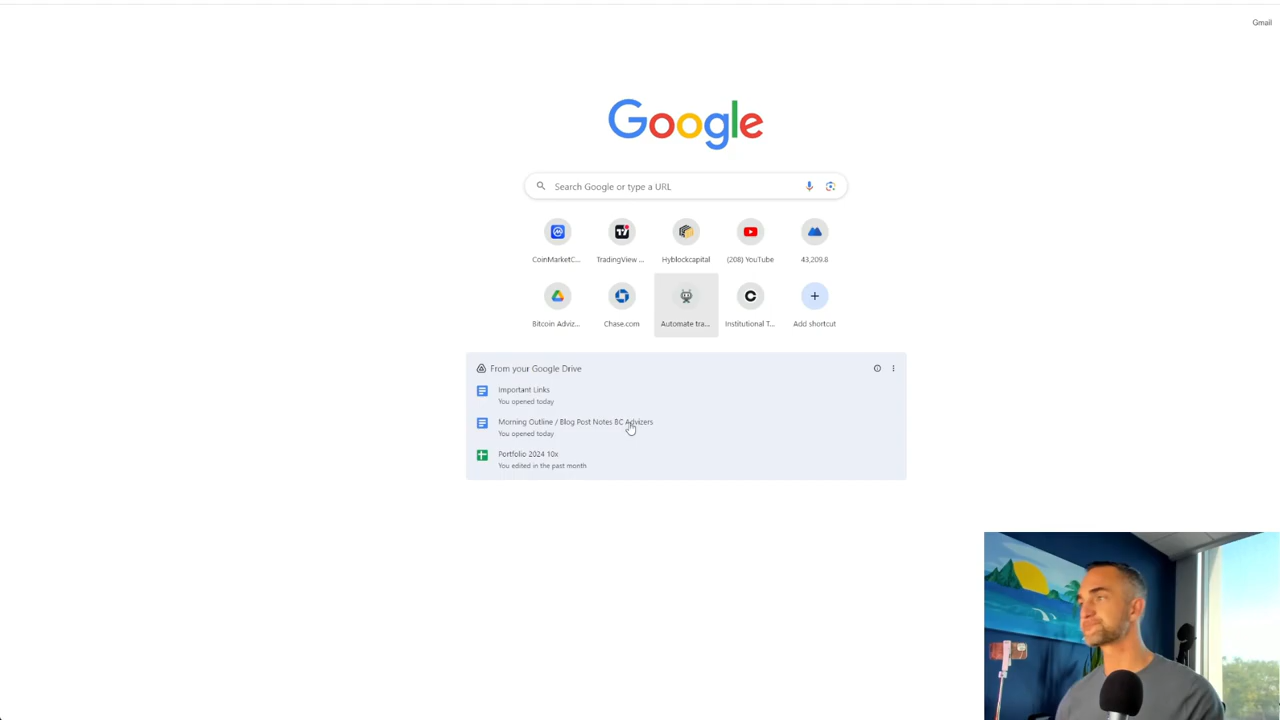 Gmail
Google
Search Google or type a URL
CoinMarketC...
TradingView ...
Hyblockcapital
(208) YouTube
43,209.8
Bitcoin Adviz...
Chase.com
Automate tra...
Institutional T...
Add shortcut
From your Google Drive
Important Links
You opened today
Morning Outline / Blog Post Notes BC Advizers
You opened today
Portfolio 2024 10x
You edited in the past month